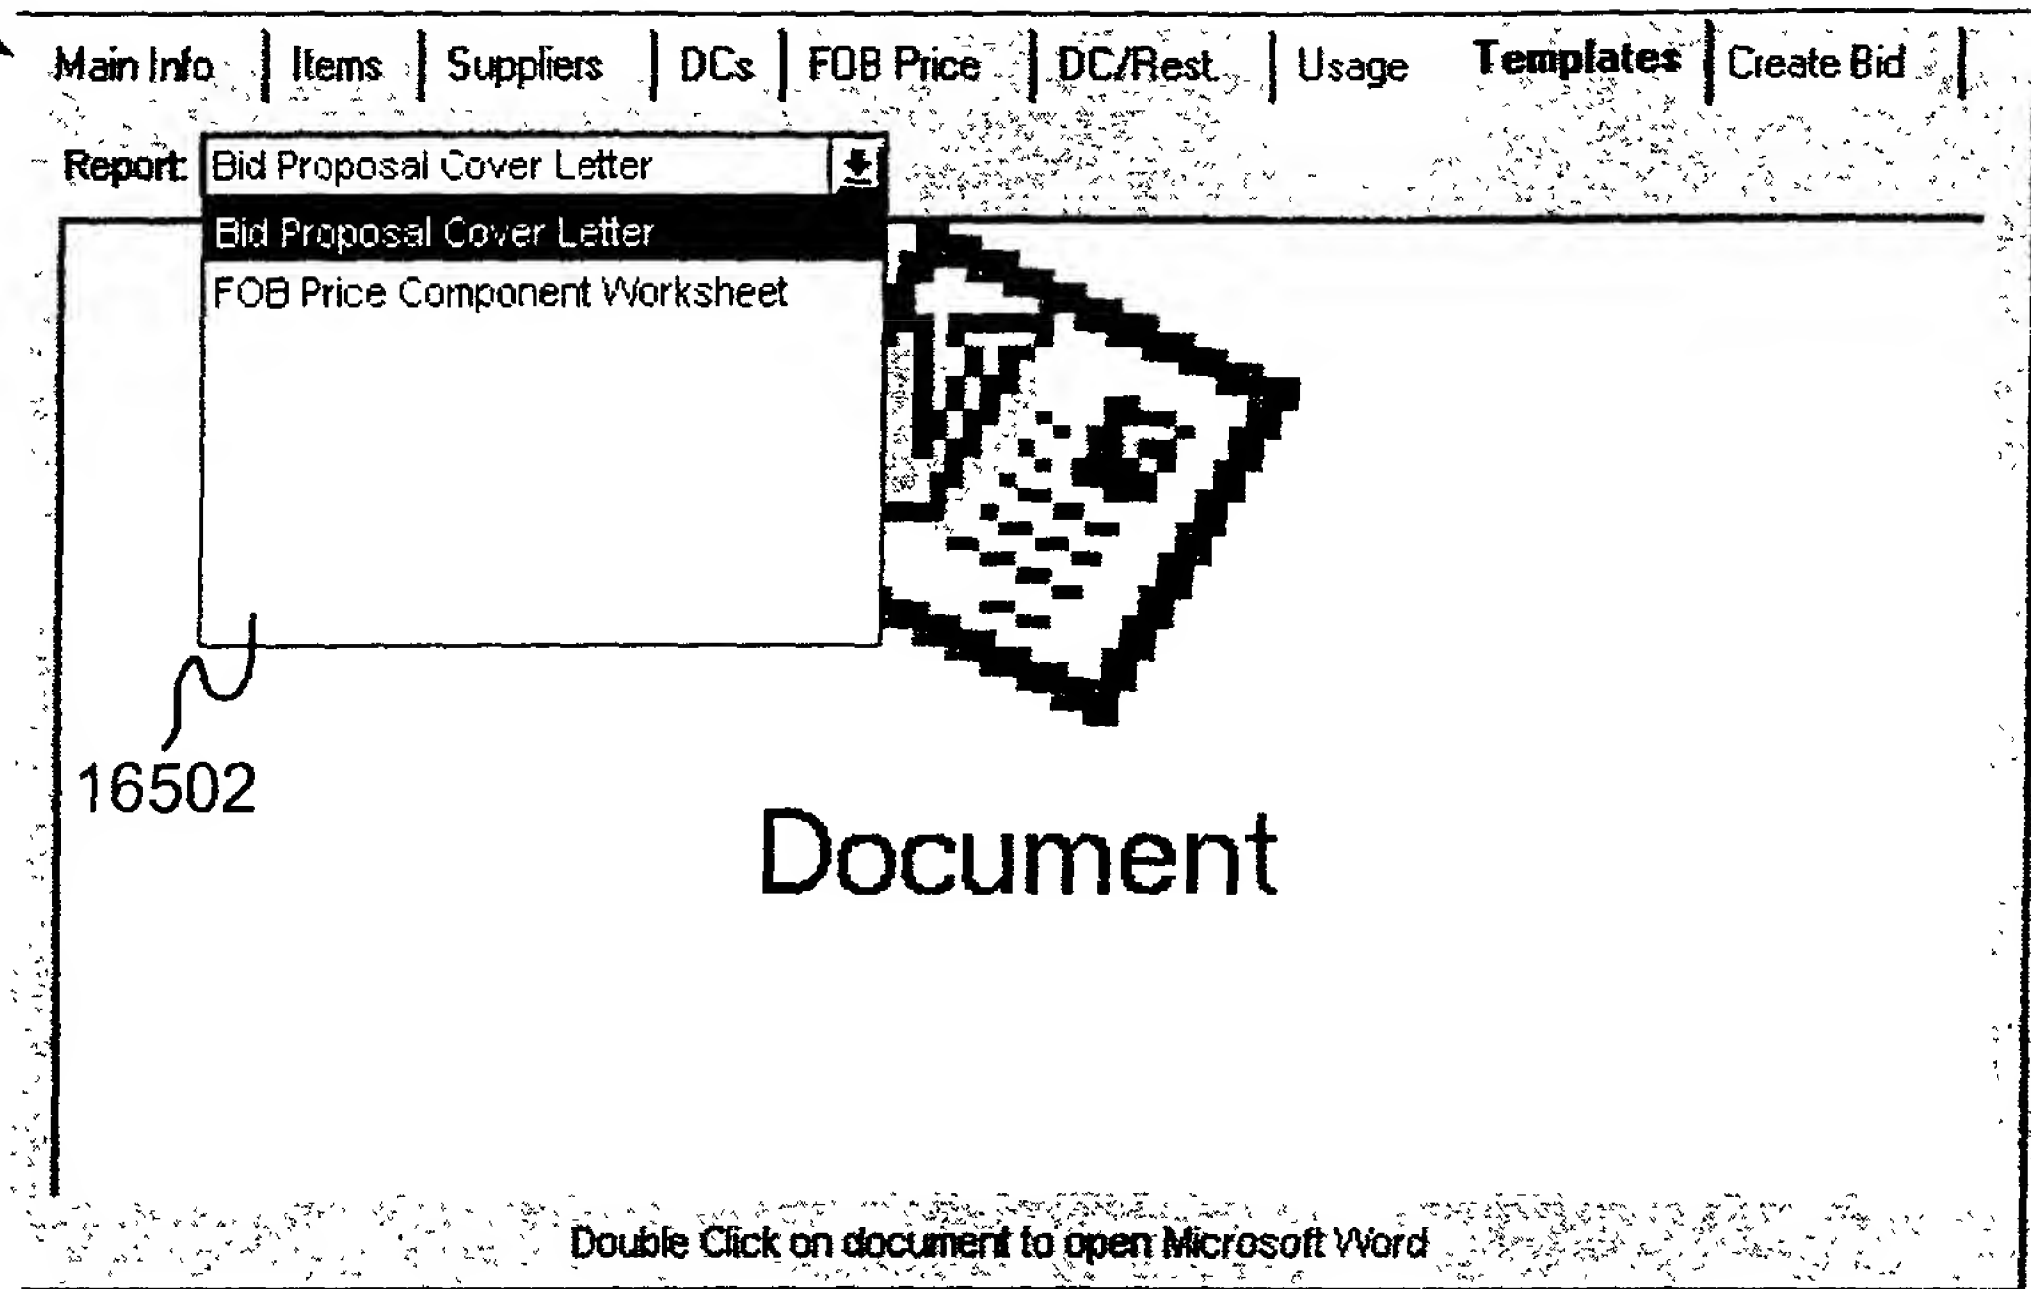 Main Info | Items | Suppliers | DCs | FOB Price | DC/Rest. | Usage Templates | Create Bid |
Report: Bid Proposal Cover Letter
Bid Proposal Cover Letter
FOB Price Component Worksheet
16502
Document
Double Click on document to open Microsoft Word